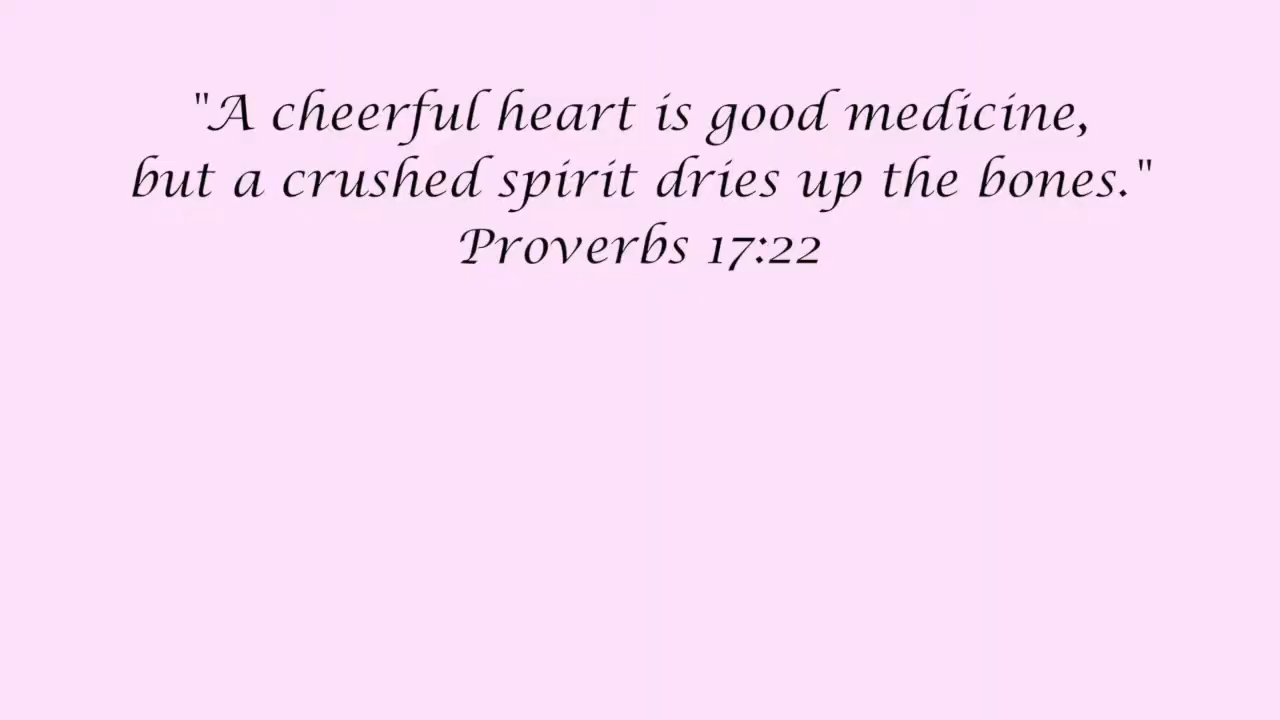 "A cheerful heart is good medicine,
but a crushed spirit dries up the bones."
Proverbs 17:22